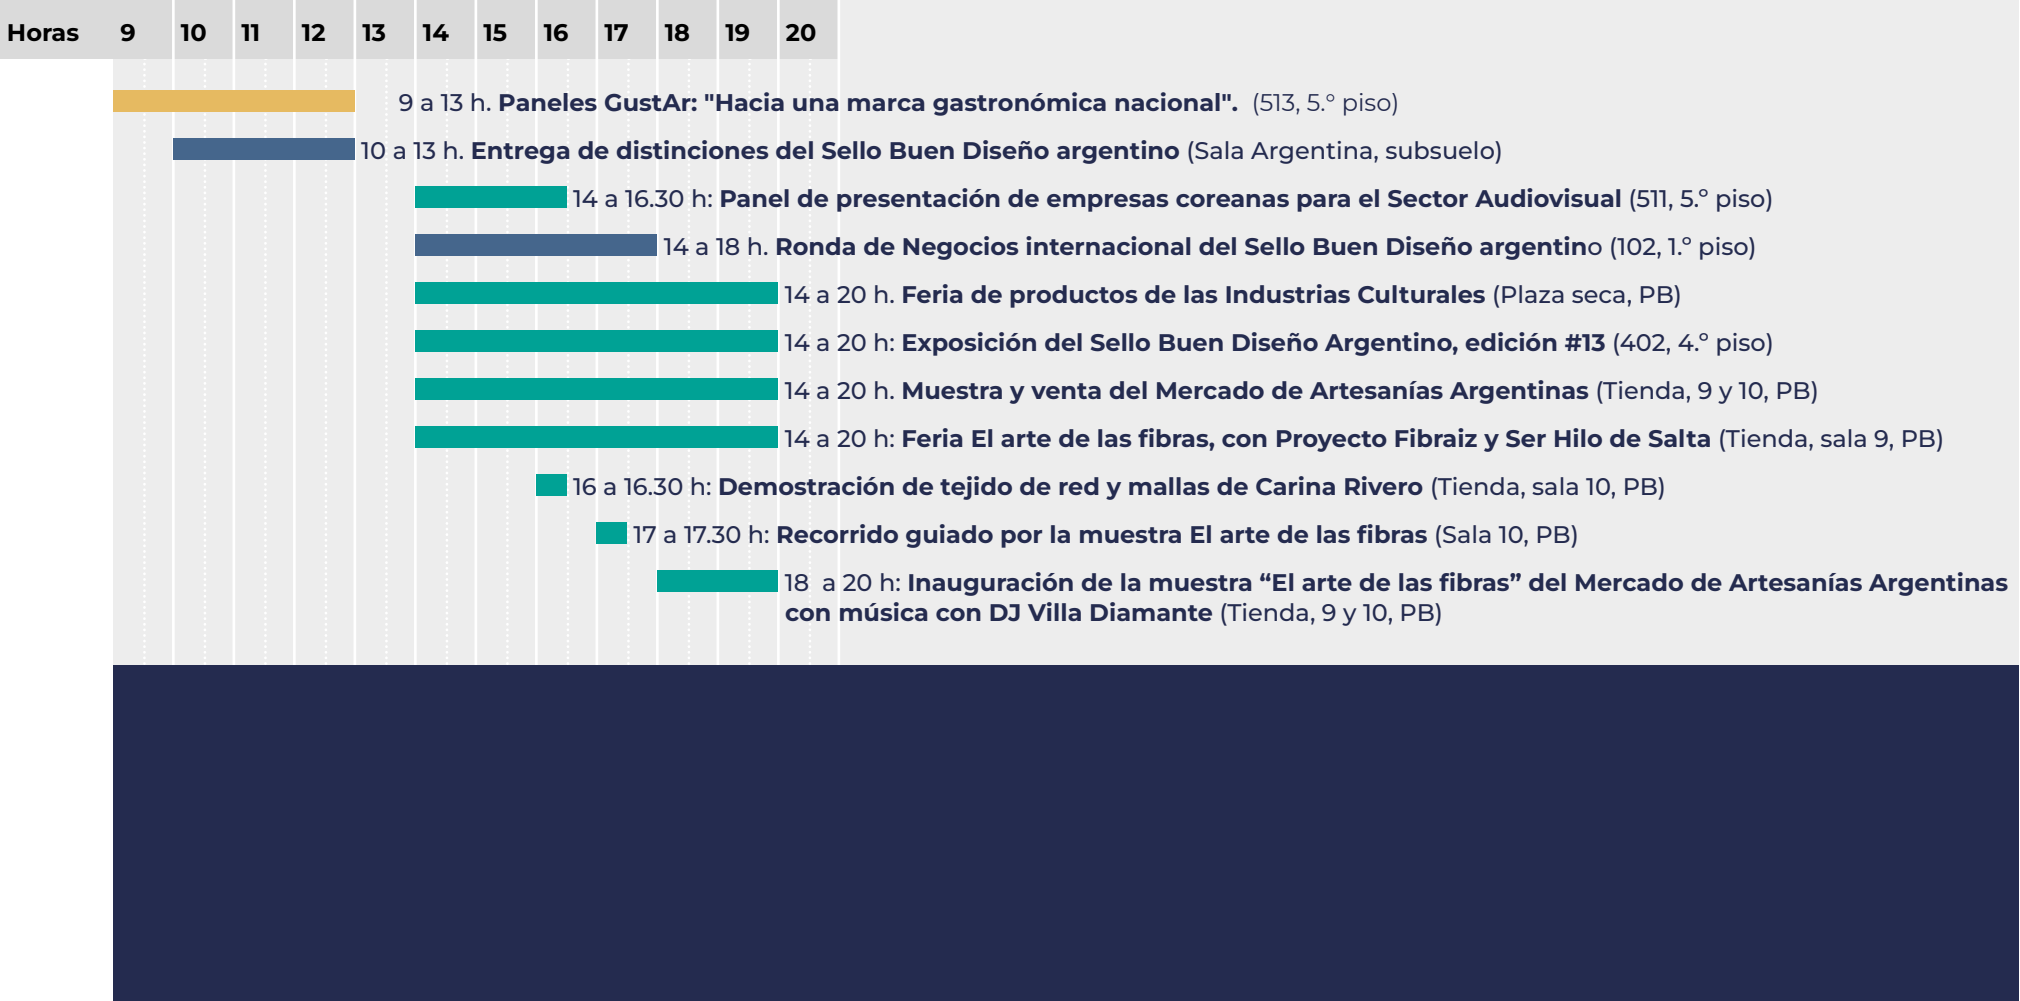 Horas 9 10 11 12 13 14 15 16 17 18 19 20
9 a 13 h. Paneles GustAr: "Hacia una marca gastronómica nacional". (513, 5.º piso)
10 a 13 h. Entrega de distinciones del Sello Buen Diseño argentino (Sala Argentina, subsuelo)
14 a 16.30 h: Panel de presentación de empresas coreanas para el Sector Audiovisual (511, 5.º piso)
14 a 18 h. Ronda de Negocios internacional del Sello Buen Diseño argentino (102, 1.º piso)
14 a 20 h. Feria de productos de las Industrias Culturales (Plaza seca, PB)
14 a 20 h: Exposición del Sello Buen Diseño Argentino, edición #13 (402, 4.º piso)
14 a 20 h. Muestra y venta del Mercado de Artesanías Argentinas (Tienda, 9 y 10, PB)
14 a 20 h: Feria El arte de las fibras, con Proyecto Fibraiz y Ser Hilo de Salta (Tienda, sala 9, PB)
16 a 16.30 h: Demostración de tejido de red y mallas de Carina Rivero (Tienda, sala 10, PB)
17 a 17.30 h: Recorrido guiado por la muestra El arte de las fibras (Sala 10, PB)
18 a 20 h: Inauguración de la muestra “El arte de las fibras” del Mercado de Artesanías Argentinas
con música con DJ Villa Diamante (Tienda, 9 y 10, PB)